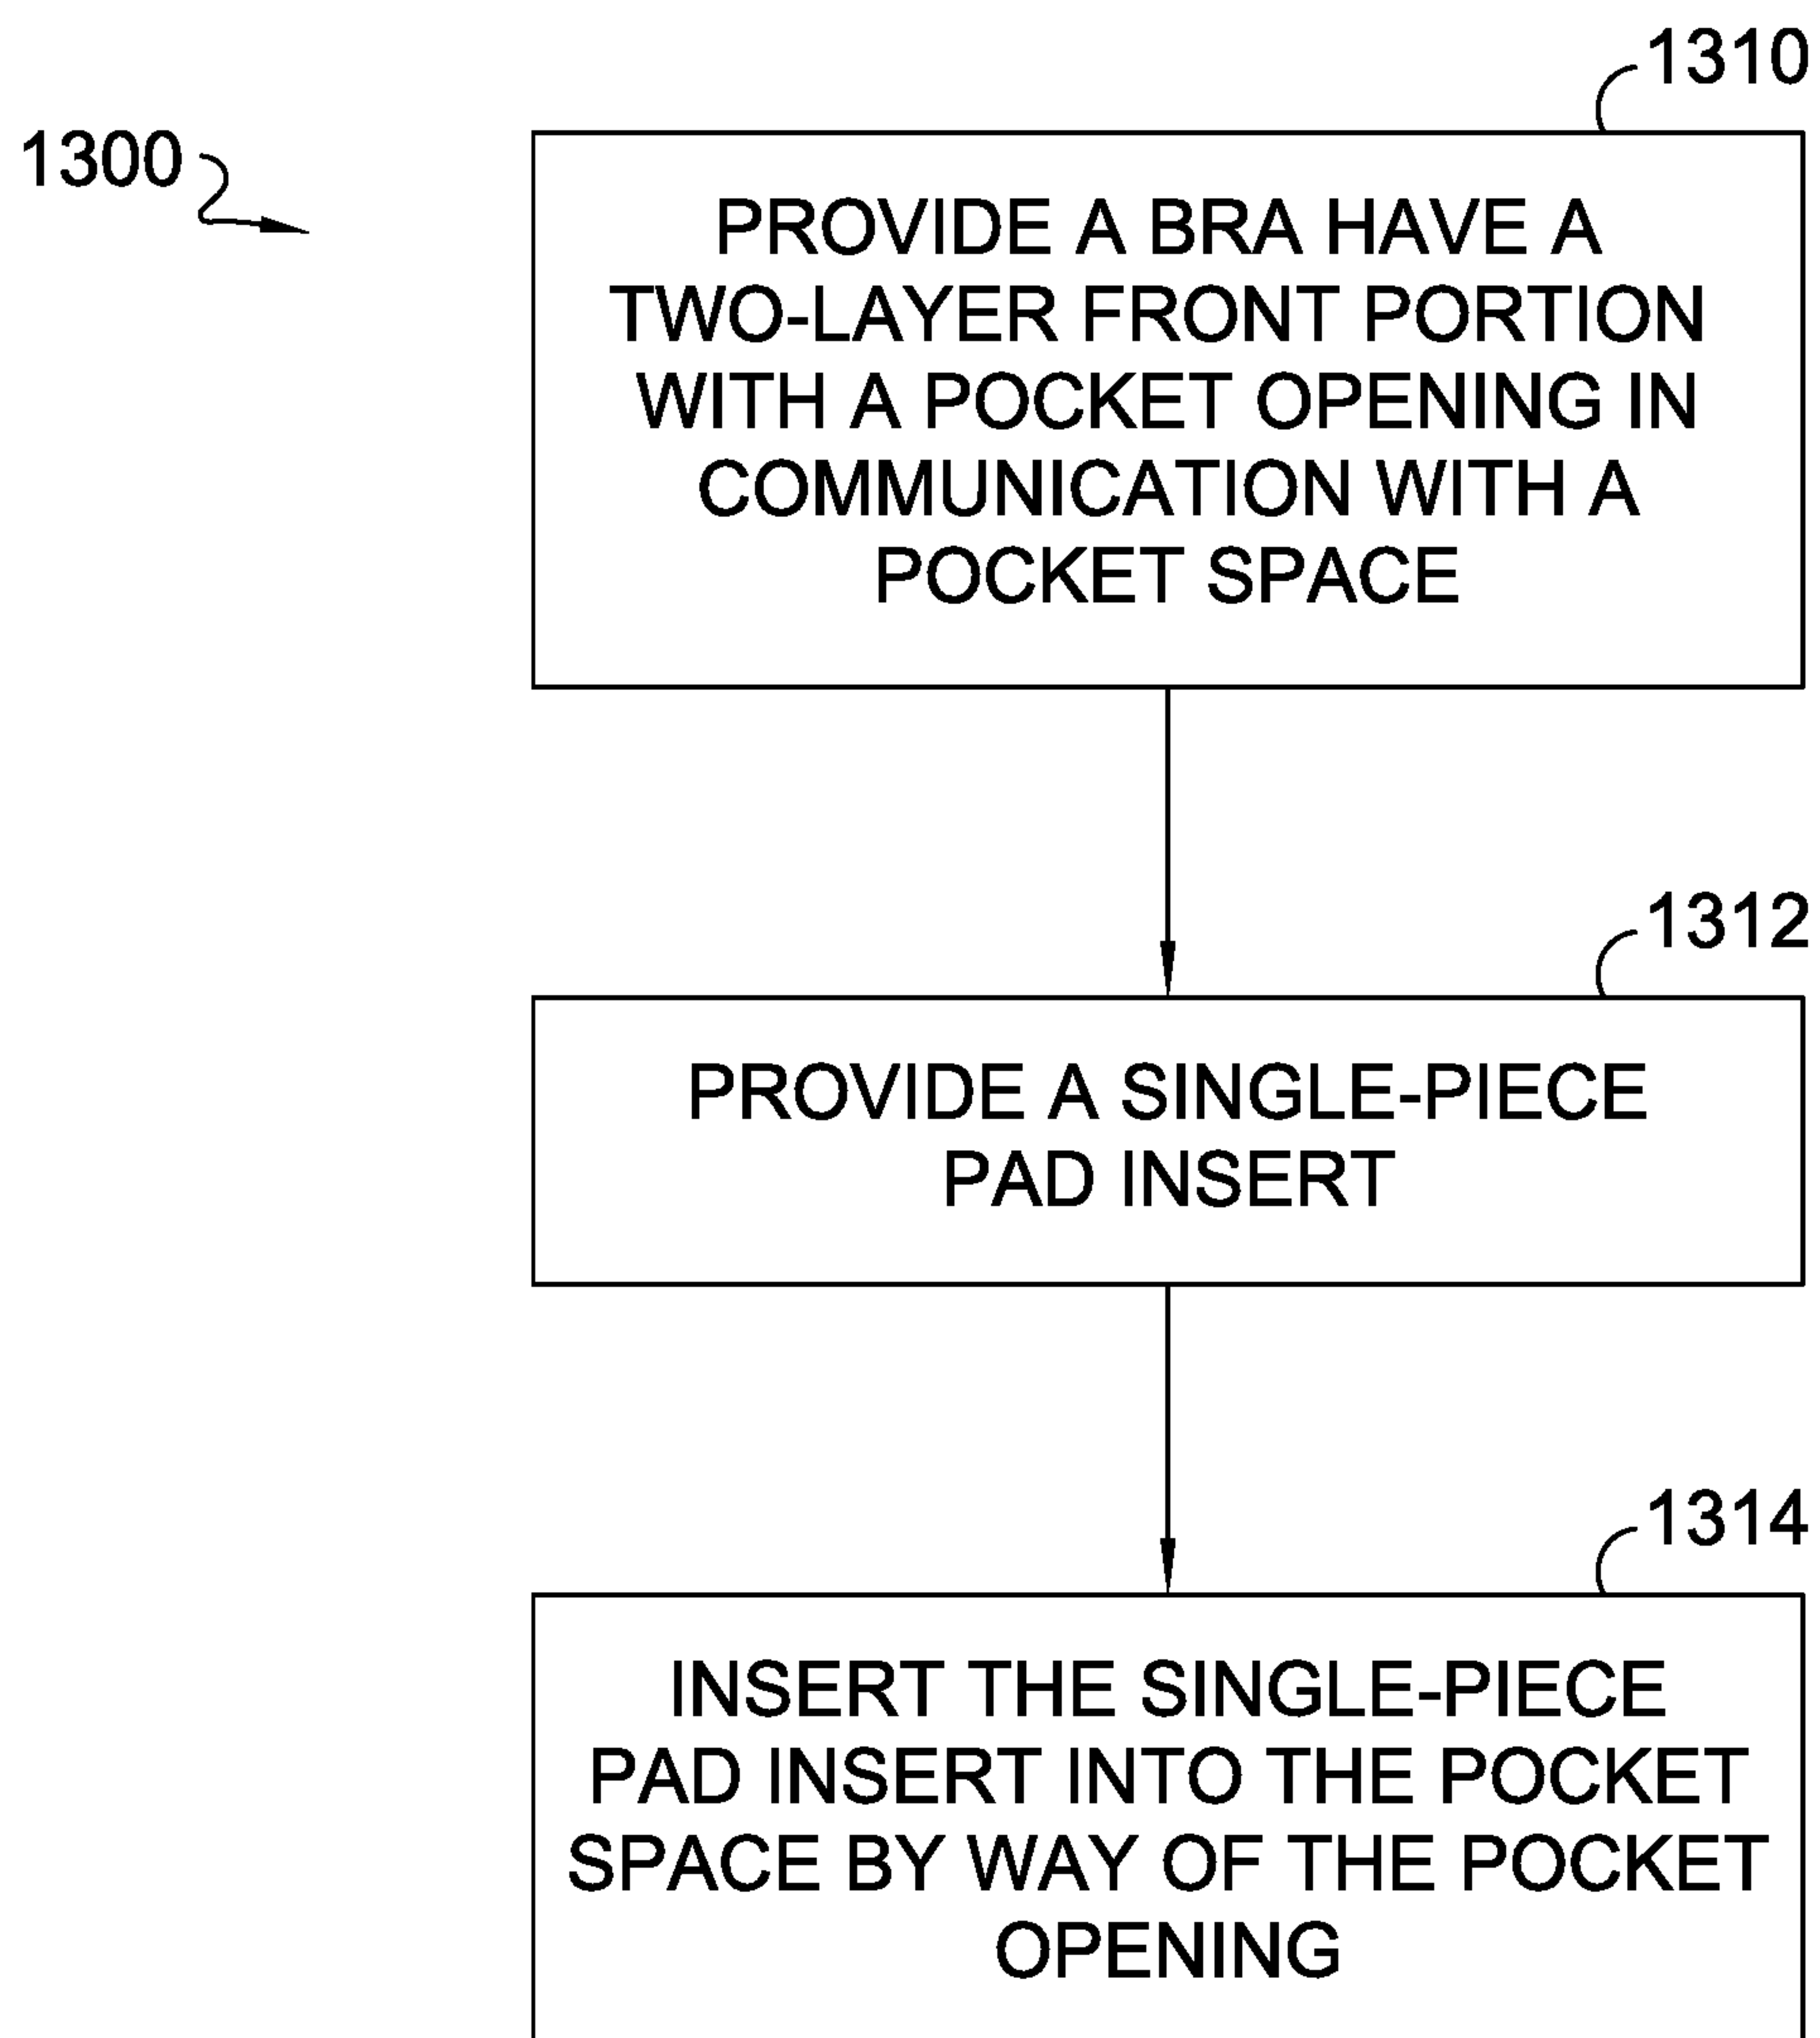 1310
1300
PROVIDE A BRA HAVE A
TWO-LAYER FRONT PORTION
WITH A POCKET OPENING IN
COMMUNICATION WITH A
POCKET SPACE
1312
PROVIDE A SINGLE-PIECE
PAD INSERT
1314
INSERT THE SINGLE-PIECE
PAD INSERT INTO THE POCKET
SPACE BY WAY OF THE POCKET
OPENING